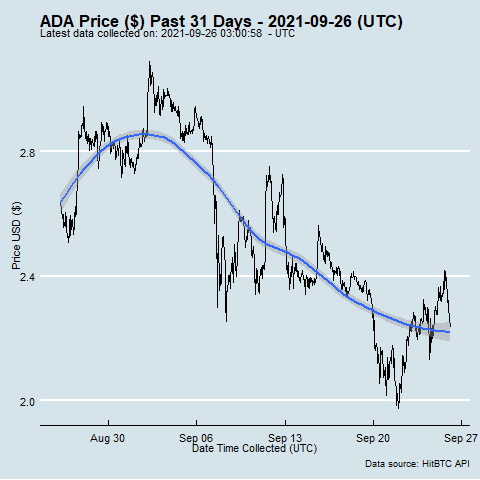 ADA Price ($) Past 31 Days - 2021-09-26 (UTC)
Latest data collected on: 2021-09-26 03:00:58 - UTC
Price USD ($)
2.8
2.4
2.0
Aug 30 Sep 06 Sep 13 Sep 20 Sep 27
Date Time Collected (UTC)
Data source: HitBTC API